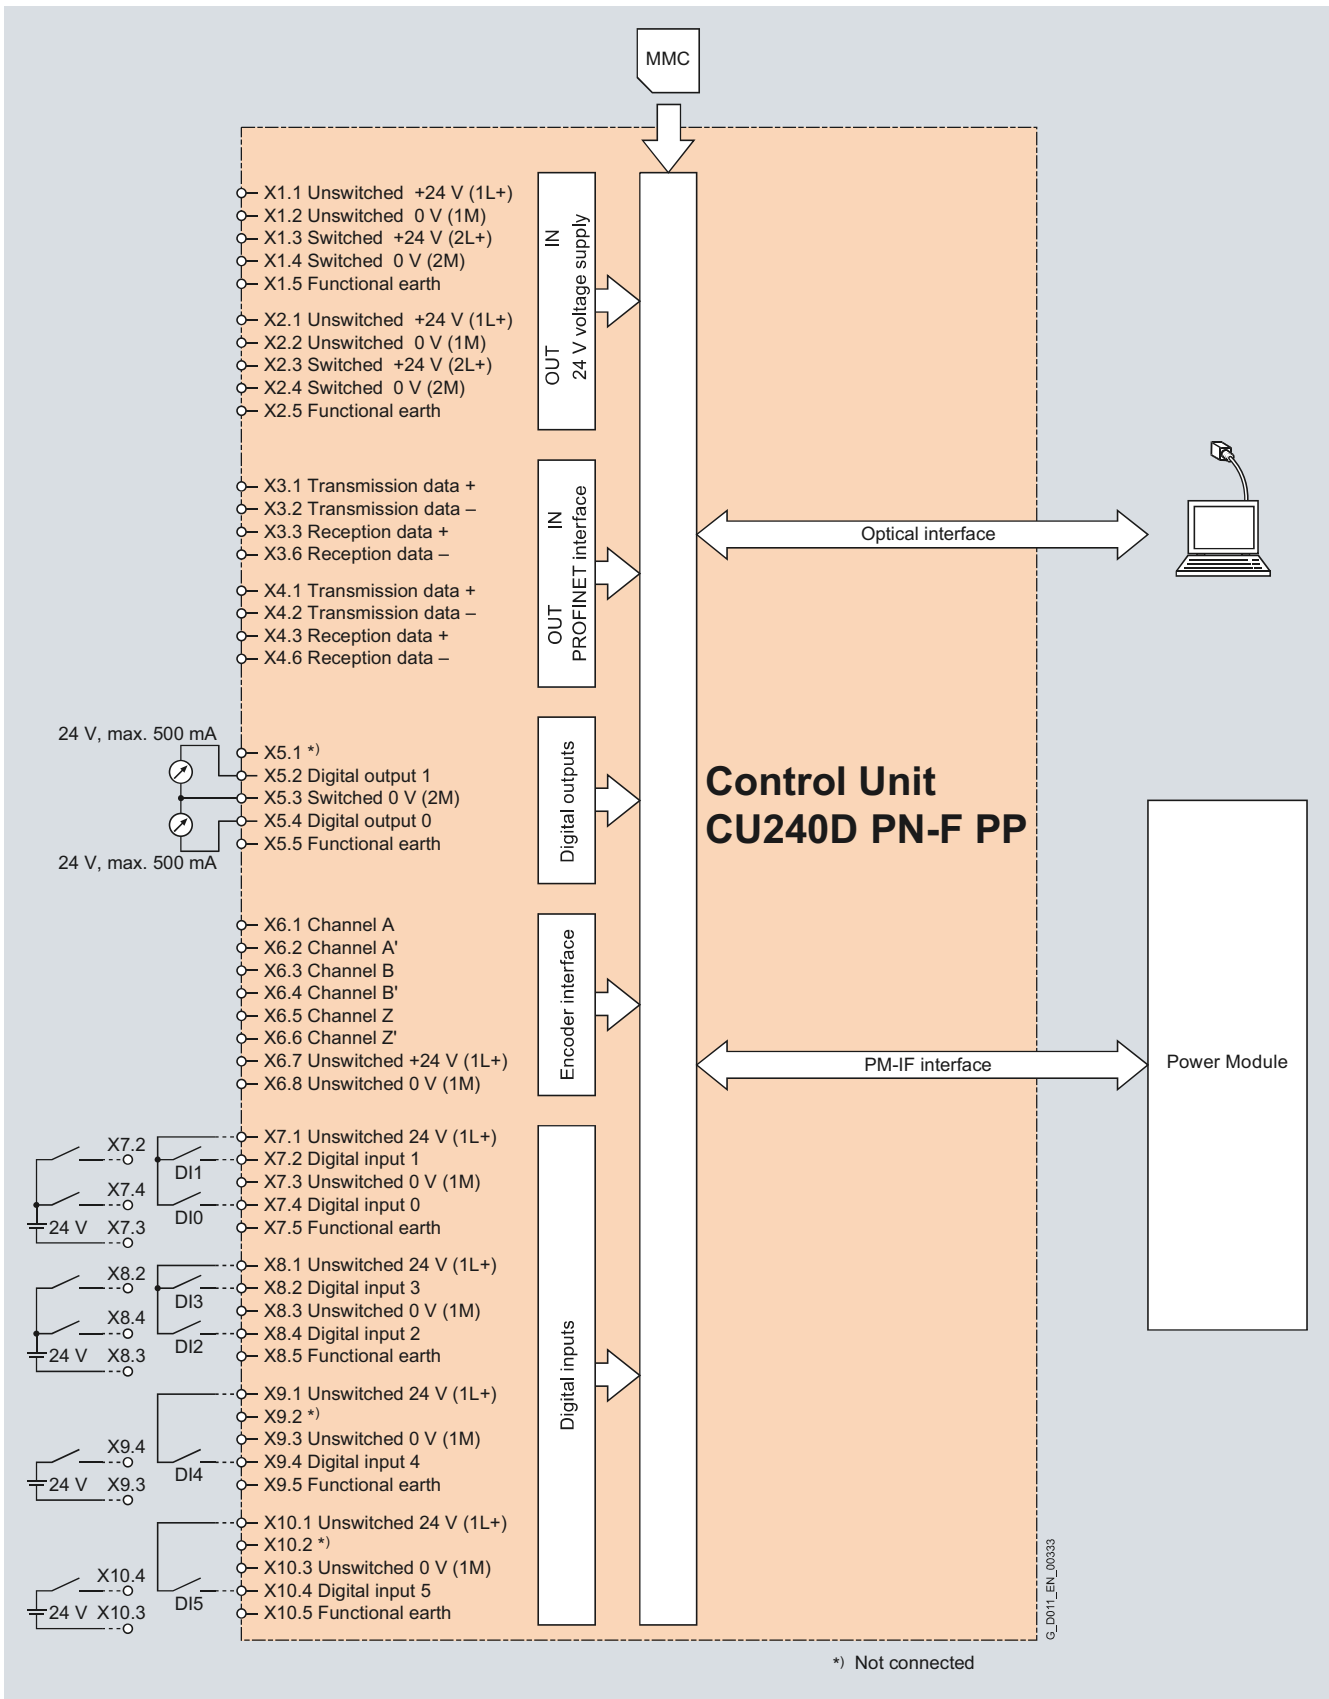 MMC
X1.1 Unswitched +24 V (1L+)
X1.2 Unswitched 0 V (1M)
X1.3 Switched +24 V (2L+)
X1.4 Switched 0 V (2M)
X1.5 Functional earth
X2.1 Unswitched +24 V (1L+)
X2.2 Unswitched 0 V (1M)
X2.3 Switched +24 V (2L+)
X2.4 Switched 0 V (2M)
X2.5 Functional earth
OUT IN
24 V voltage supply
X3.1 Transmission data +
X3.2 Transmission data –
X3.3 Reception data +
X3.6 Reception data –
X4.1 Transmission data +
X4.2 Transmission data –
X4.3 Reception data +
X4.6 Reception data –
OUT IN
PROFINET interface
Optical interface
24 V, max. 500 mA
X5.1 *)
X5.2 Digital output 1
X5.3 Switched 0 V (2M)
X5.4 Digital output 0
X5.5 Functional earth
24 V, max. 500 mA
Digital outputs
Control Unit
CU240D PN-F PP
X6.1 Channel A
X6.2 Channel A'
X6.3 Channel B
X6.4 Channel B'
X6.5 Channel Z
X6.6 Channel Z'
X6.7 Unswitched +24 V (1L+)
X6.8 Unswitched 0 V (1M)
Encoder interface
PM-IF interface
Power Module
X7.2
X7.4
24 V X7.3
DI1
DI0
X7.1 Unswitched 24 V (1L+)
X7.2 Digital input 1
X7.3 Unswitched 0 V (1M)
X7.4 Digital input 0
X7.5 Functional earth
X8.2
X8.4
24 V X8.3
DI3
DI2
X8.1 Unswitched 24 V (1L+)
X8.2 Digital input 3
X8.3 Unswitched 0 V (1M)
X8.4 Digital input 2
X8.5 Functional earth
Digital inputs
X9.4
24 V X9.3
DI4
X9.1 Unswitched 24 V (1L+)
X9.2 *)
X9.3 Unswitched 0 V (1M)
X9.4 Digital input 4
X9.5 Functional earth
X10.4
24 V X10.3
DI5
X10.1 Unswitched 24 V (1L+)
X10.2 *)
X10.3 Unswitched 0 V (1M)
X10.4 Digital input 5
X10.5 Functional earth
G_D011_EN_00333
*) Not connected